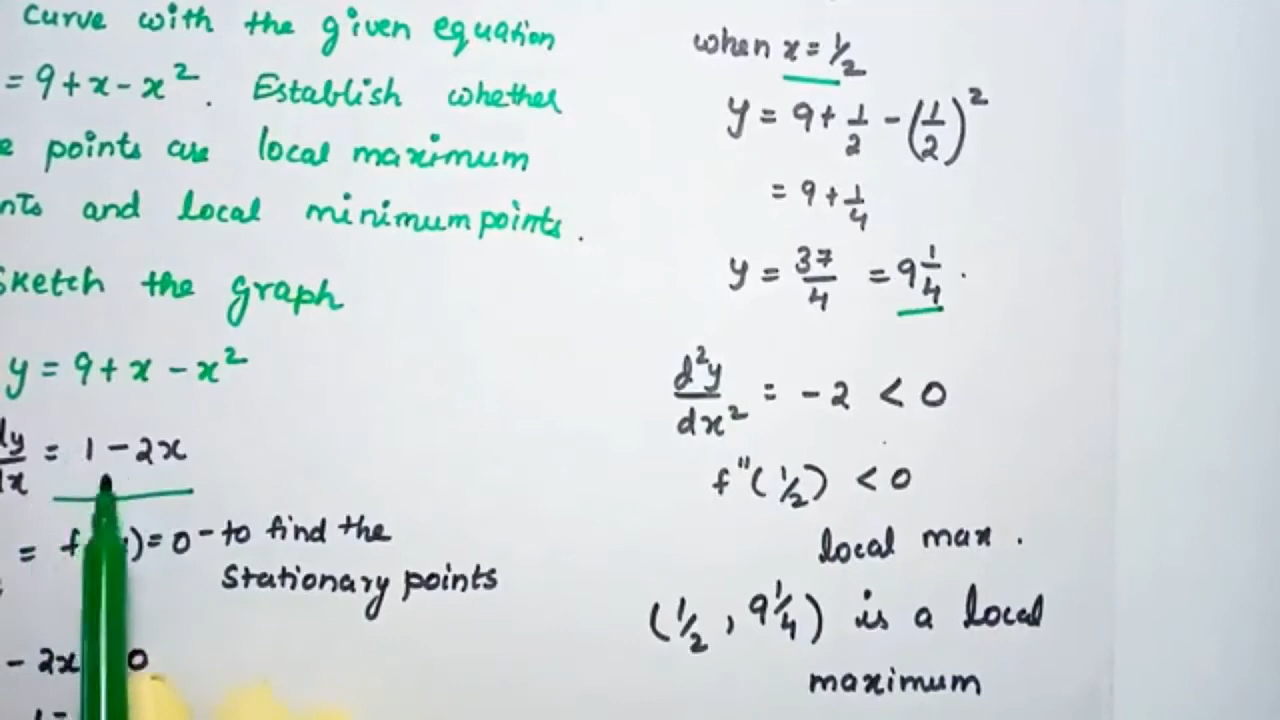 curve with the given equation
= 9 + x - x². Establish whether
points are local maximum
and local minimum points.
Sketch the graph
y = 9 + x - x²
dy/dx = 1 - 2x
= f )=0 - to find the
Stationary points
- 2x 0
when x = 1/2
y = 9 + 1/2 - (1/2)²
= 9 + 1/4
y = 37/4 = 9 1/4 .
d²y/dx² = -2 < 0
f"(1/2) < 0
local max .
(1/2 , 9 1/4) is a local
maximum